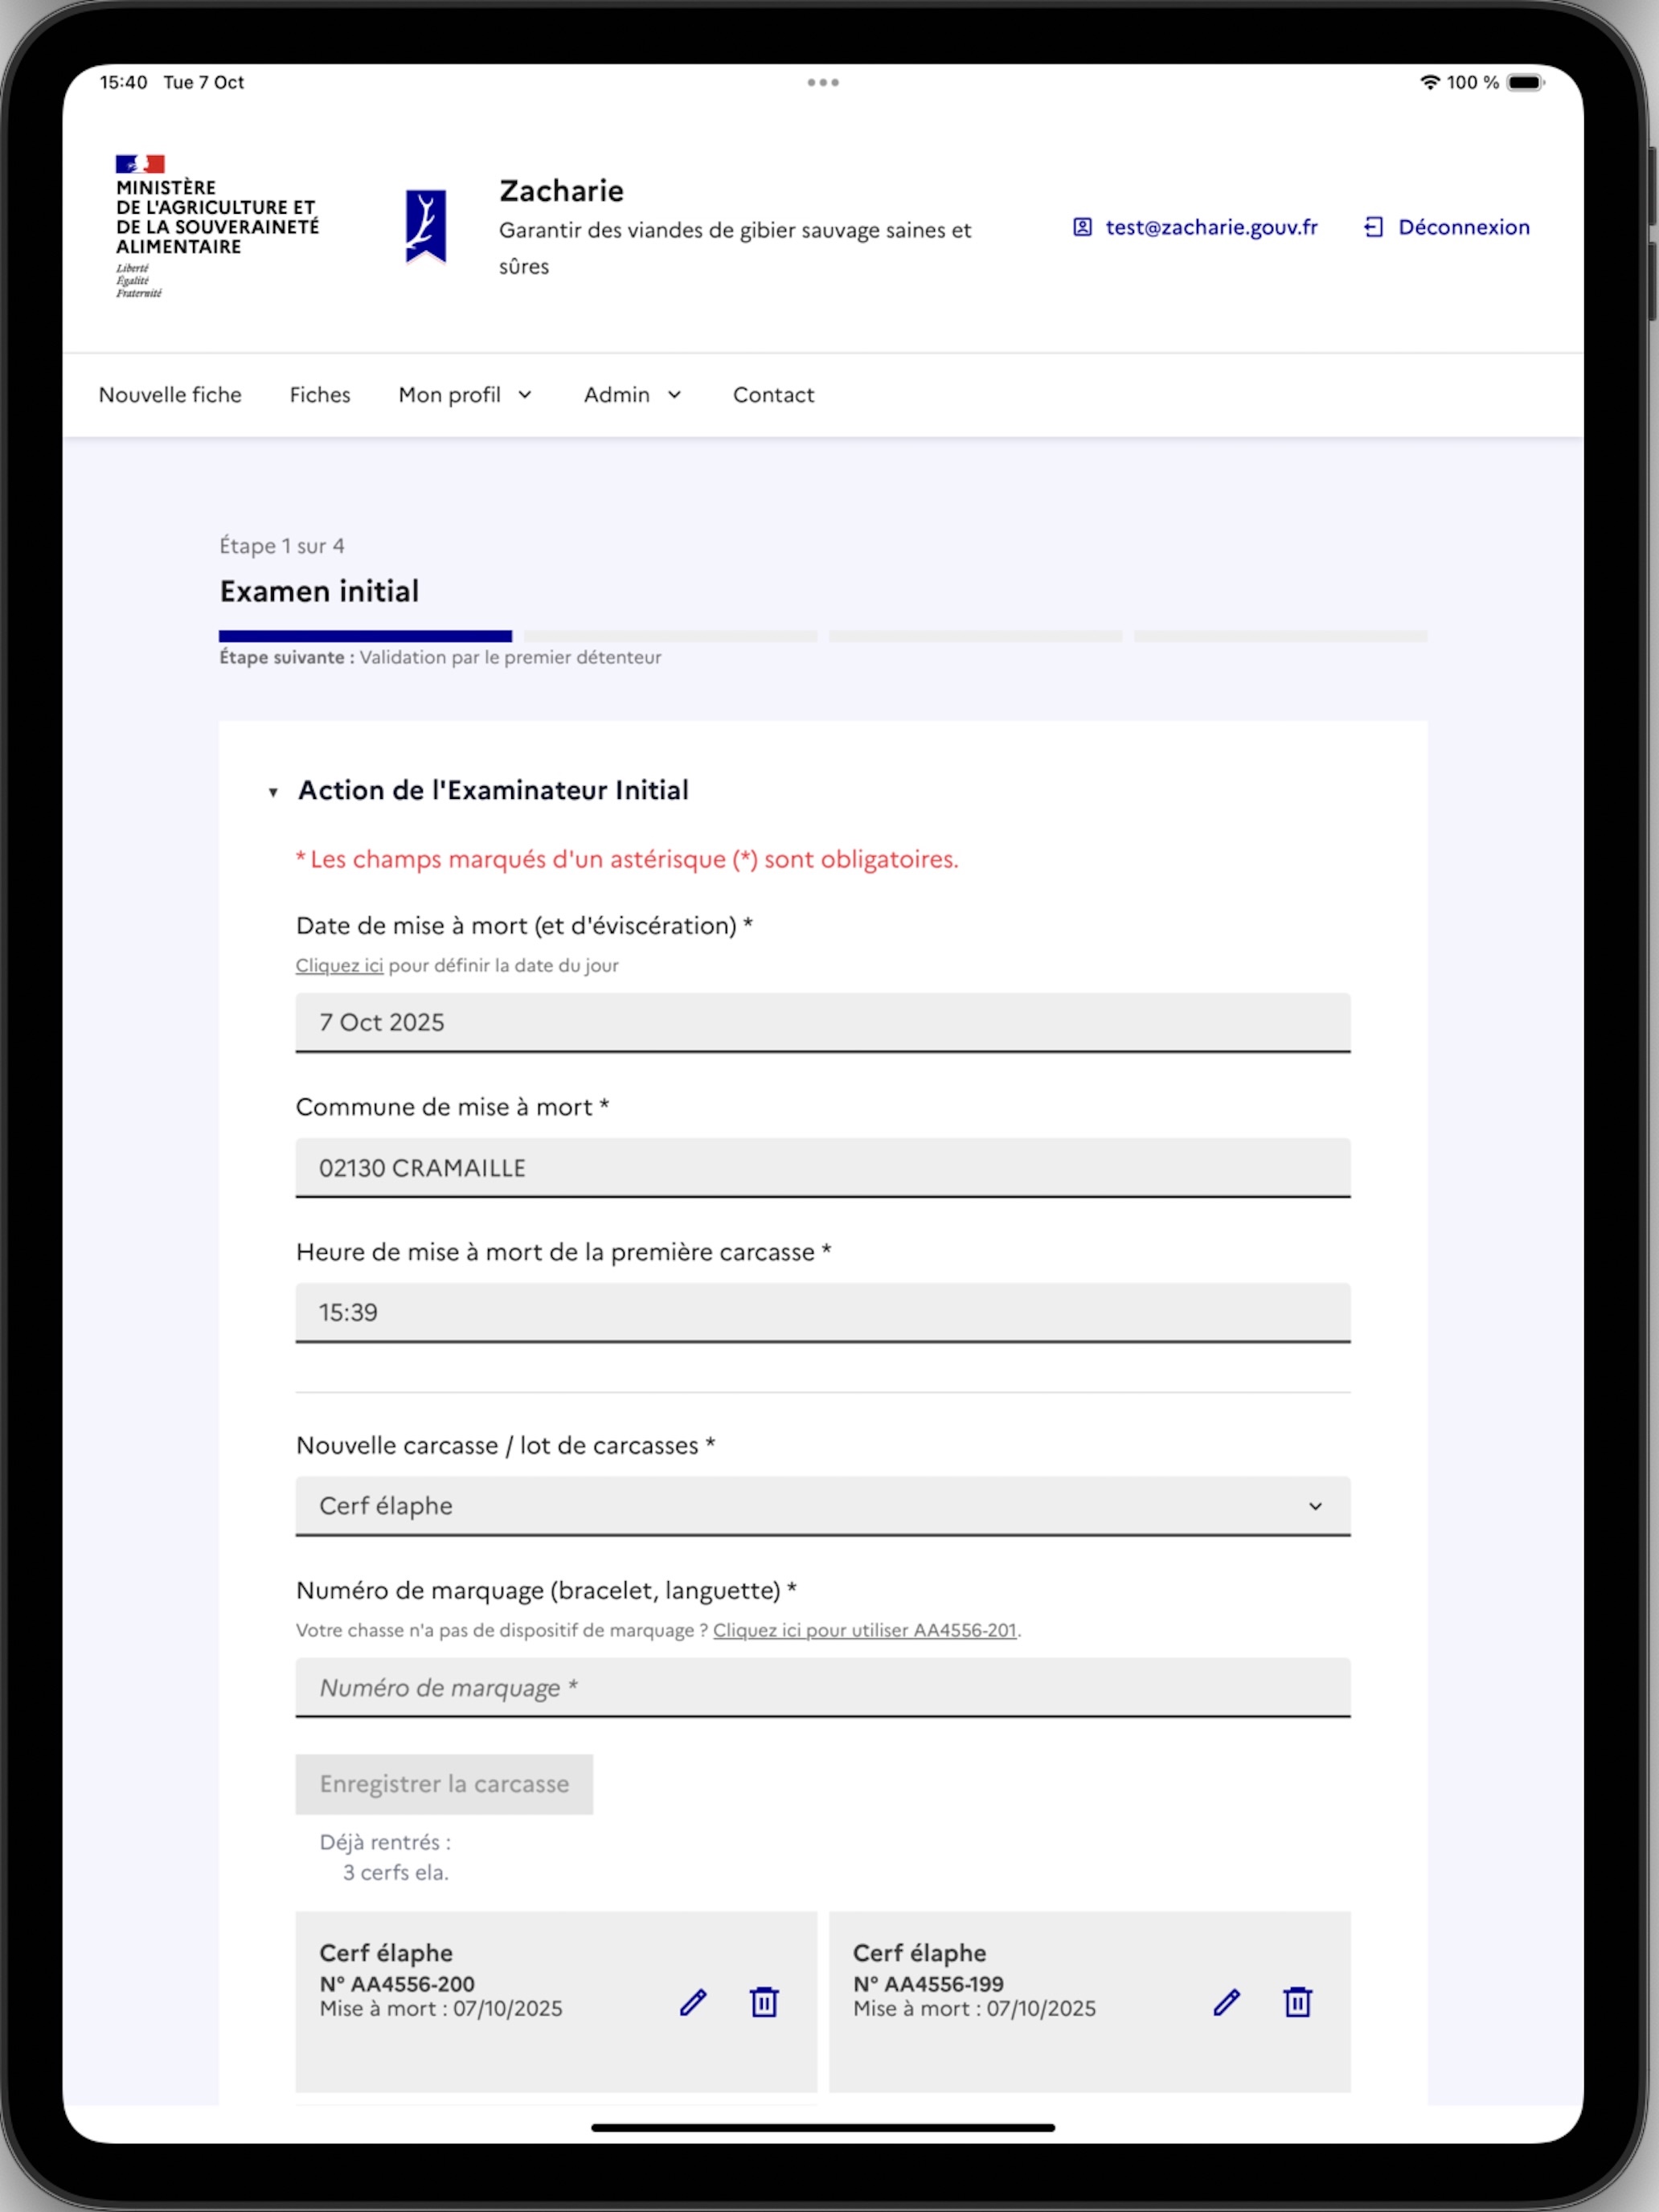 15:40 Tue 7 Oct
100 %
MINISTÈRE
DE L'AGRICULTURE ET
DE LA SOUVERAINETÉ
ALIMENTAIRE
Liberté
Égalité
Fraternité
Zacharie
Garantir des viandes de gibier sauvage saines et
sûres
test@zacharie.gouv.fr
Déconnexion
Nouvelle fiche
Fiches
Mon profil
Admin
Contact
Étape 1 sur 4
Examen initial
Étape suivante : Validation par le premier détenteur
Action de l'Examinateur Initial
* Les champs marqués d'un astérisque (*) sont obligatoires.
Date de mise à mort (et d'éviscération) *
Cliquez ici pour définir la date du jour
7 Oct 2025
Commune de mise à mort *
02130 CRAMAILLE
Heure de mise à mort de la première carcasse *
15:39
Nouvelle carcasse / lot de carcasses *
Cerf élaphe
Numéro de marquage (bracelet, languette) *
Votre chasse n'a pas de dispositif de marquage ? Cliquez ici pour utiliser AA4556-201.
Numéro de marquage *
Enregistrer la carcasse
Déjà rentrés :
3 cerfs ela.
Cerf élaphe
N° AA4556-200
Mise à mort : 07/10/2025
Cerf élaphe
N° AA4556-199
Mise à mort : 07/10/2025